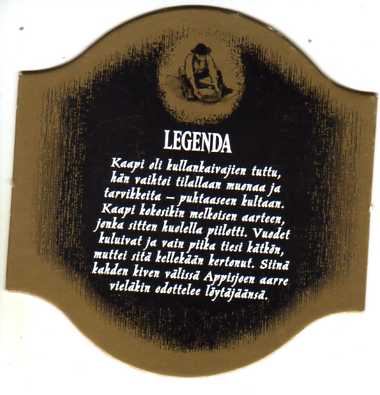 LEGENDA
Kaapi oli kullankaivajien tuttu,
hän vaihtoi tilallaan muonaa ja
tarvikkeita – puhtaaseen kultaan.
Kaapi kokosikin melkoisen aarteen,
jonka sitten huolella piilotti. Vuodet
kuluivat ja vain piika tiesi kätkön,
muttei sitä kellekään kertonut. Siinä
kahden kiven välissä Appisjoen aarre
vieläkin odottelee löytäjäänsä.